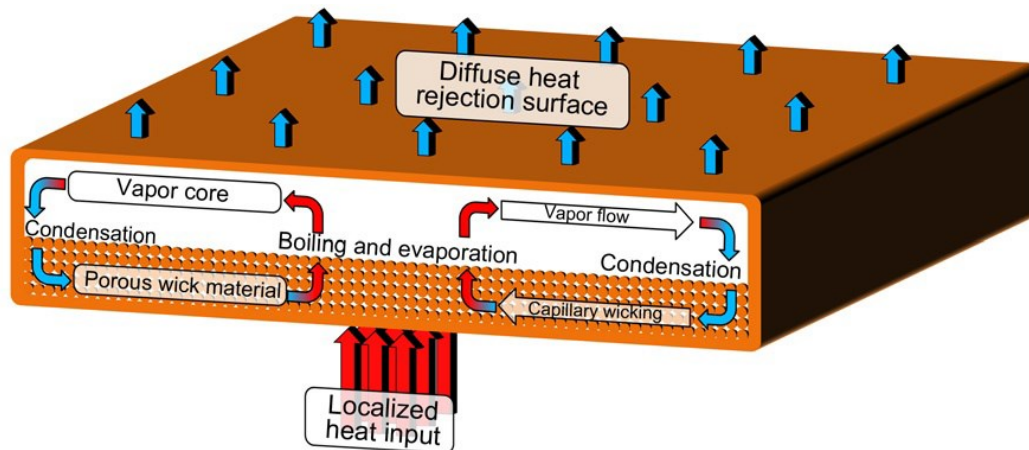 Diffuse heat
rejection surface
Vapor core
Vapor flow
Condensation
Boiling and evaporation
Condensation
Porous wick material
Capillary wicking
Localized
heat input